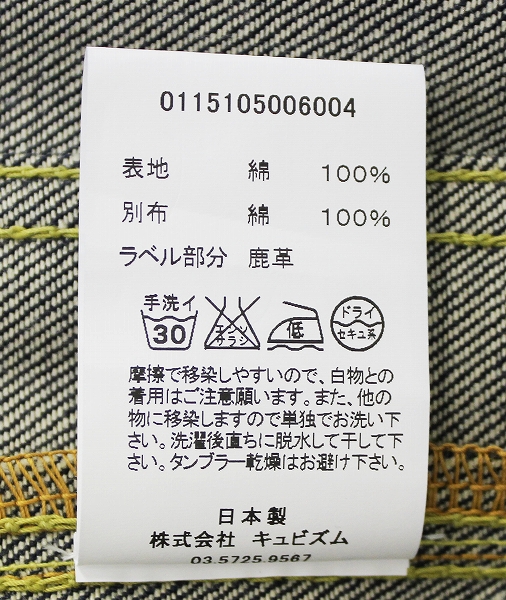 0115105006004
表地 綿 100%
別布 綿 100%
ラベル部分 鹿革
手洗イ
30
エンソ
サラシ
低
ドライ
セキユ系
摩擦で移染しやすいので、白物との
着用はご注意願います。また、他の
物に移染しますので単独でお洗い下
さい。洗濯後直ちに脱水して干して下
さい。タンブラー乾燥はお避け下さい。
日本製
株式会社 キュビズム
03.5725.9567